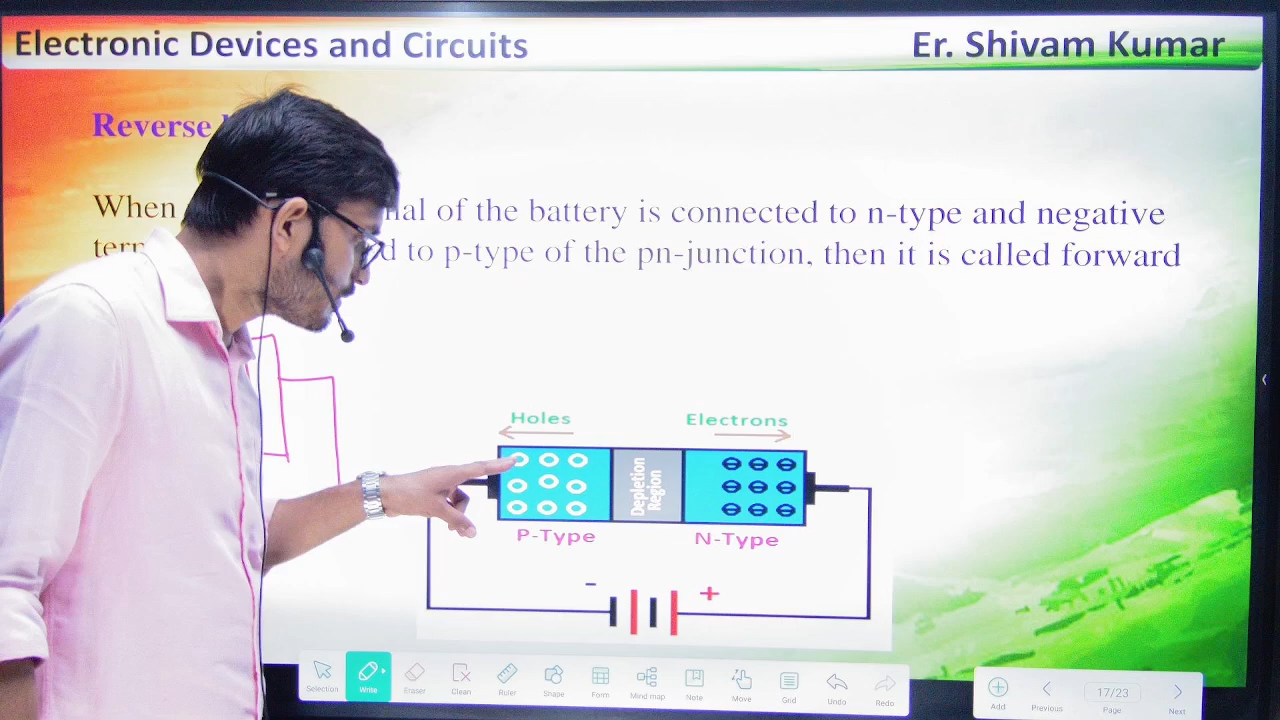 Electronic Devices and Circuits
Er. Shivam Kumar
Reverse
When of the battery is connected to n-type and negative
to p-type of the pn-junction, then it is called forward
Holes
Electrons
Depletion
Region
P-Type
N-Type
-
+
Selection
Write
Eraser
Clean
Ruler
Shape
Form
Mind map
Note
Move
Grid
Undo
Redo
Add
Previous
17/23
Page
Next